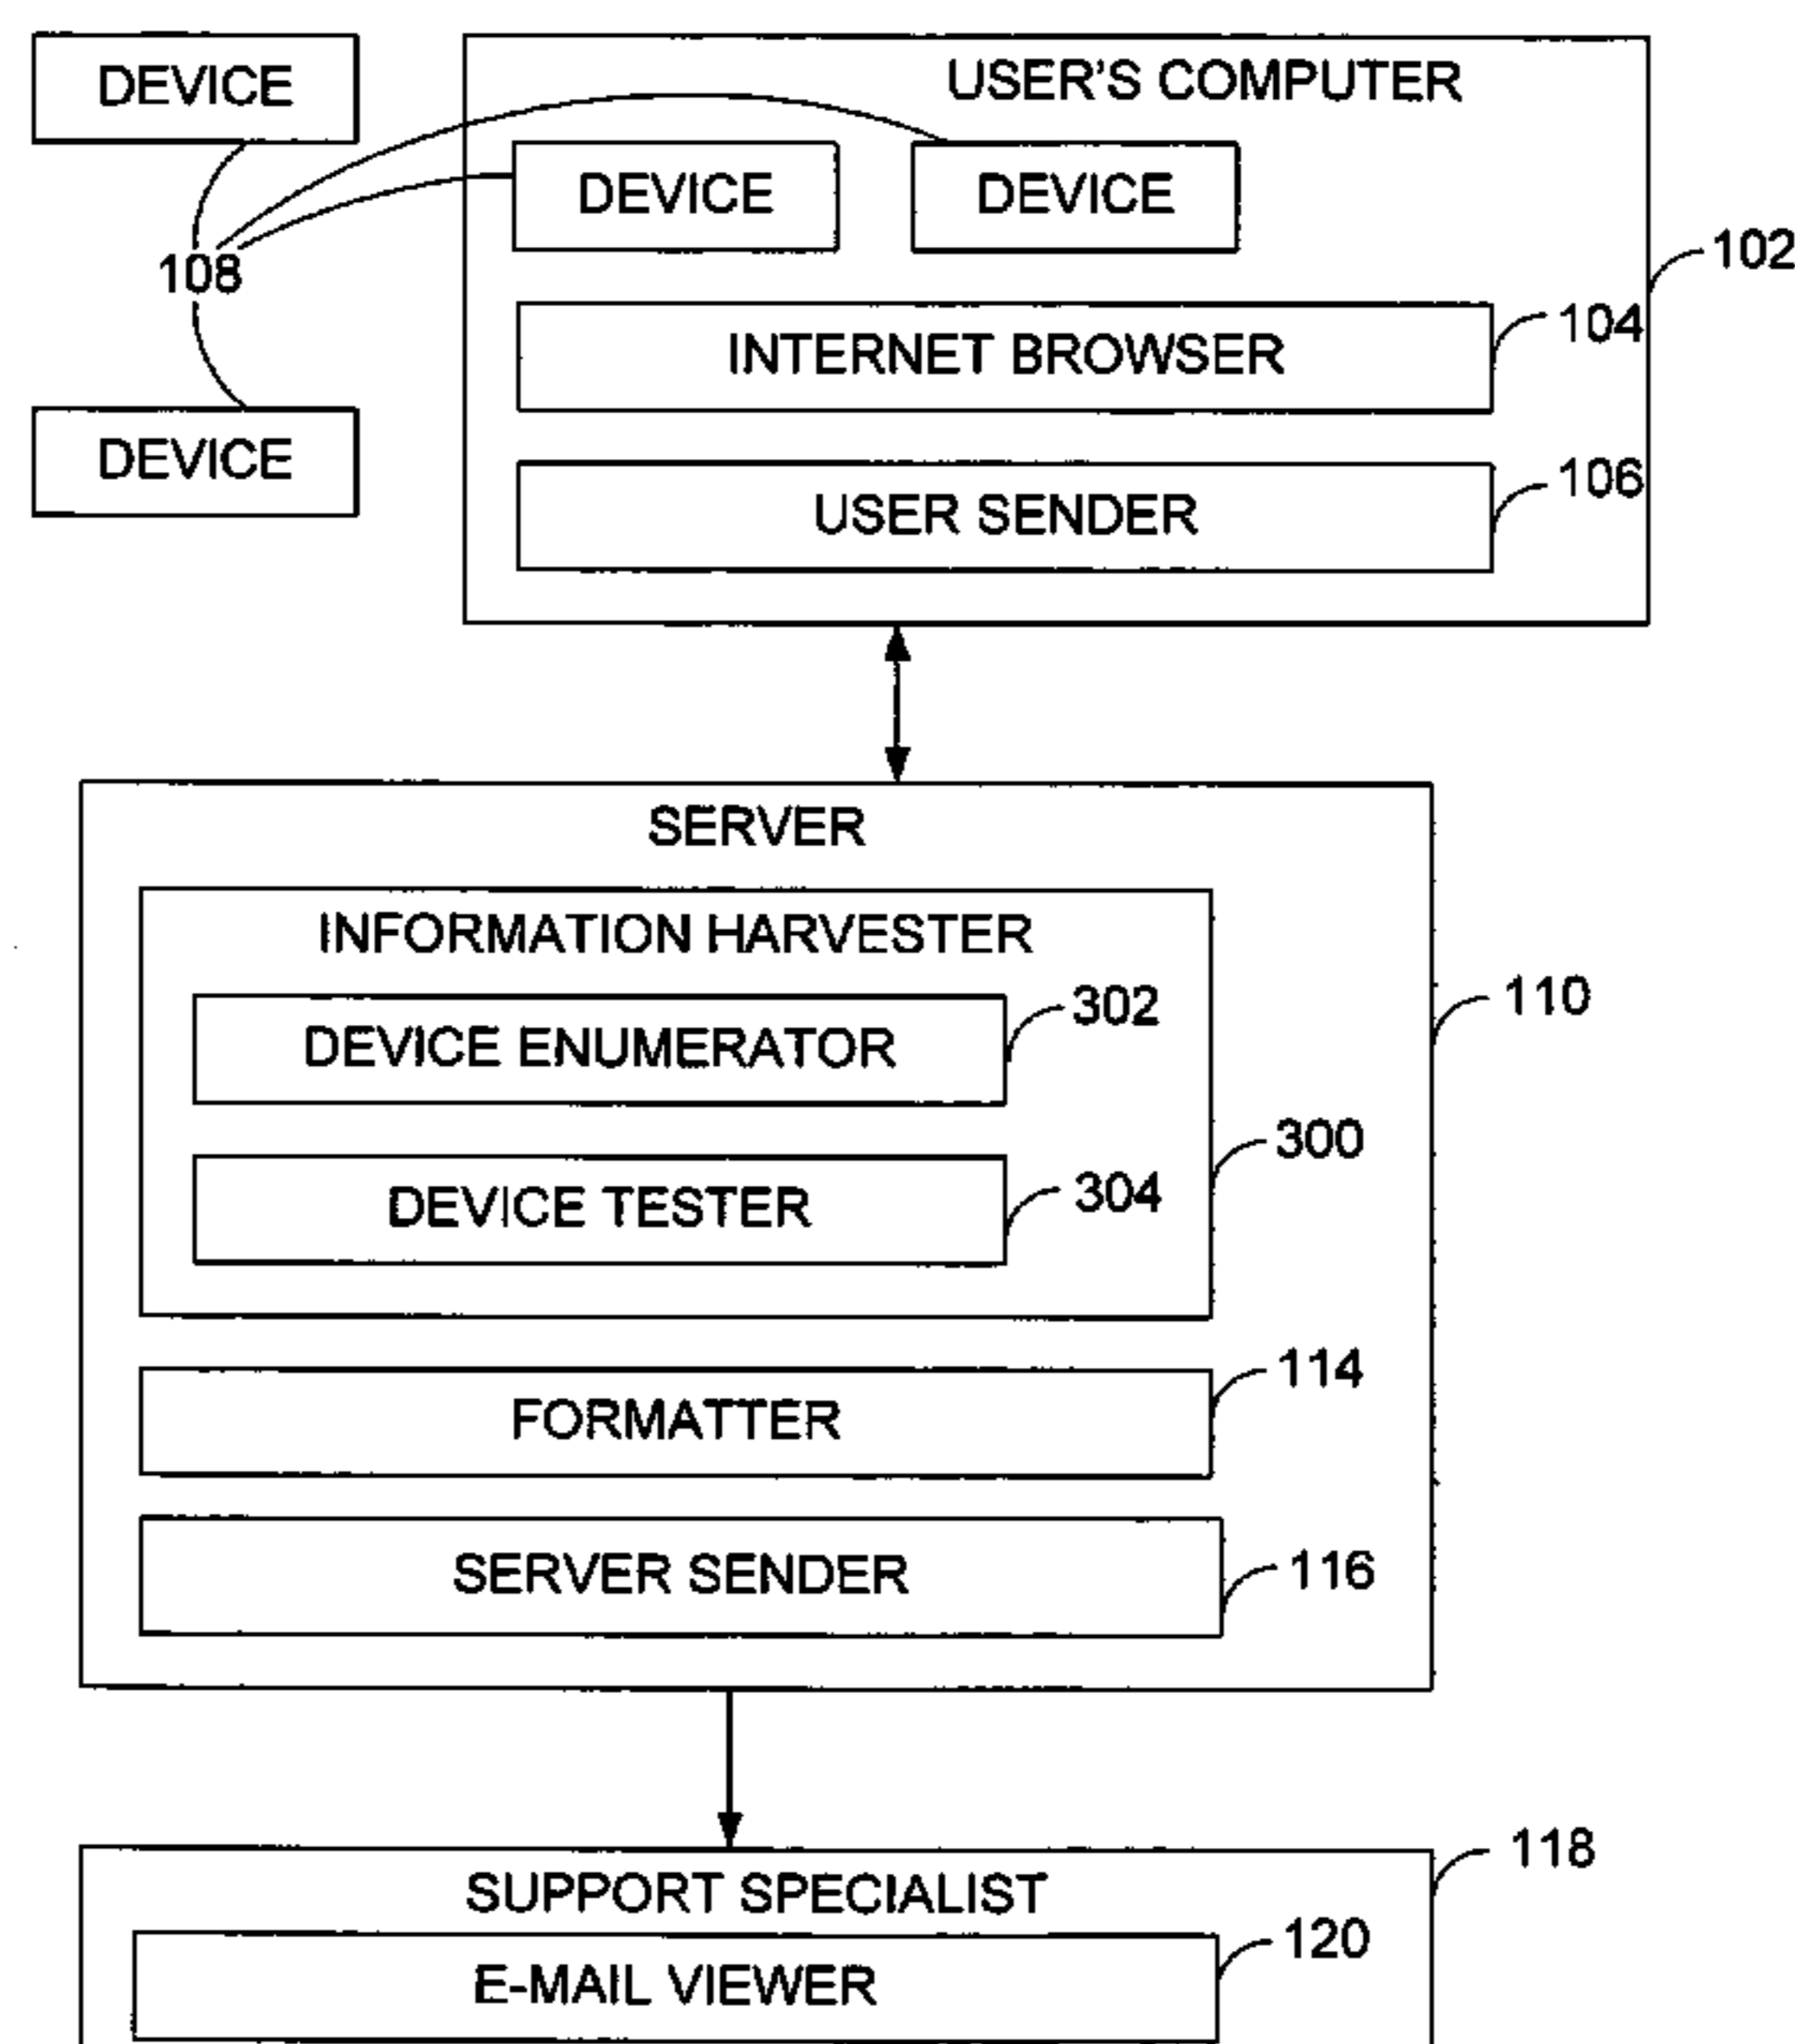 DEVICE
USER'S COMPUTER
DEVICE
DEVICE
102
108
INTERNET BROWSER
104
DEVICE
USER SENDER
106
SERVER
INFORMATION HARVESTER
DEVICE ENUMERATOR
302
110
300
DEVICE TESTER
304
FORMATTER
114
SERVER SENDER
116
SUPPORT SPECIALIST
118
E-MAIL VIEWER
120